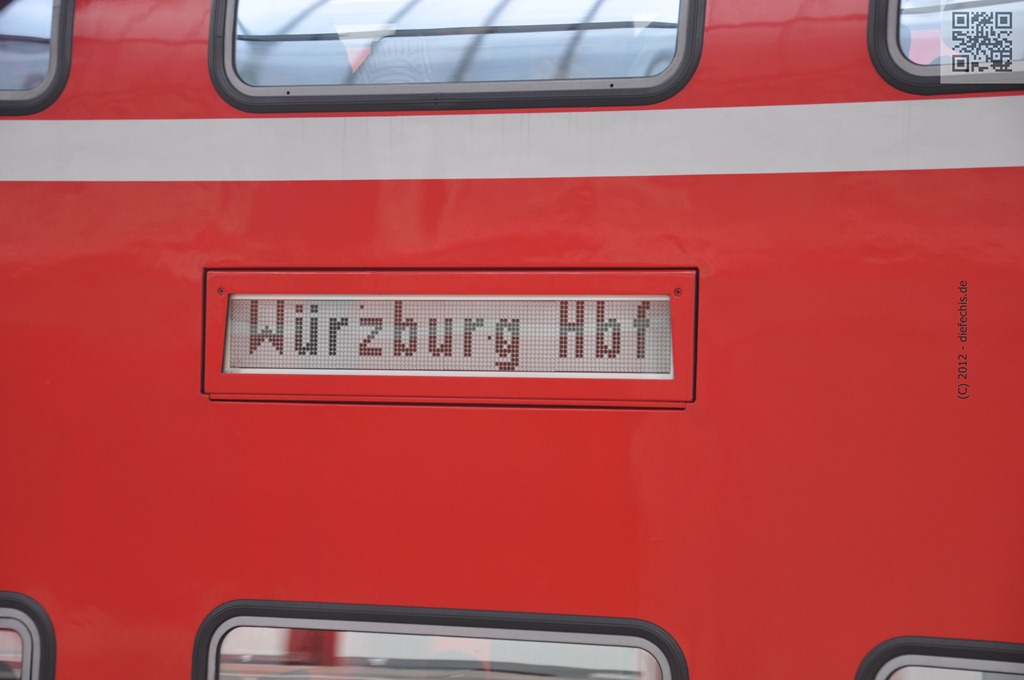 Würzburg Hbf
(C) 2012 - diefechis.de